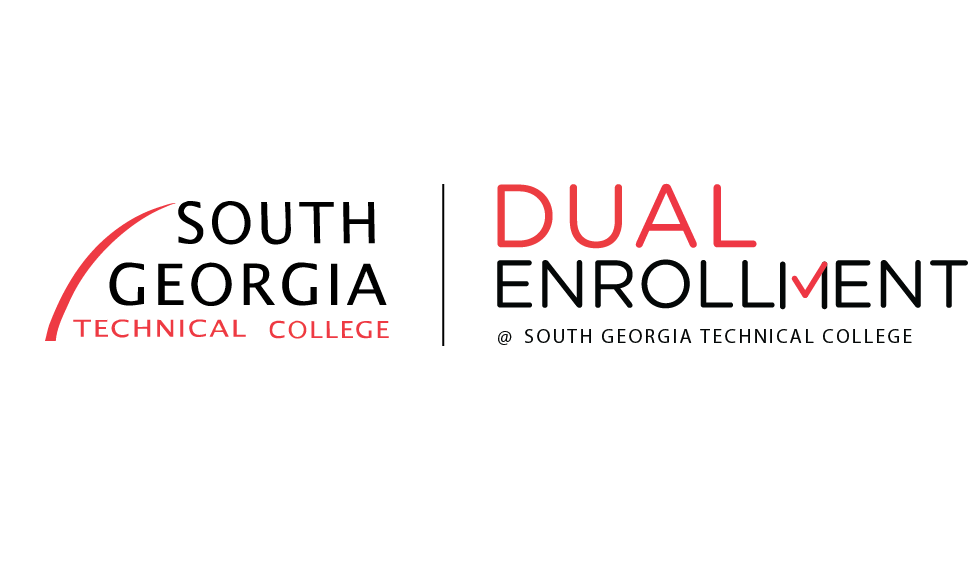 SOUTH
GEORGIA
TECHNICAL COLLEGE
DUAL
ENROLLMENT
@ SOUTH GEORGIA TECHNICAL COLLEGE